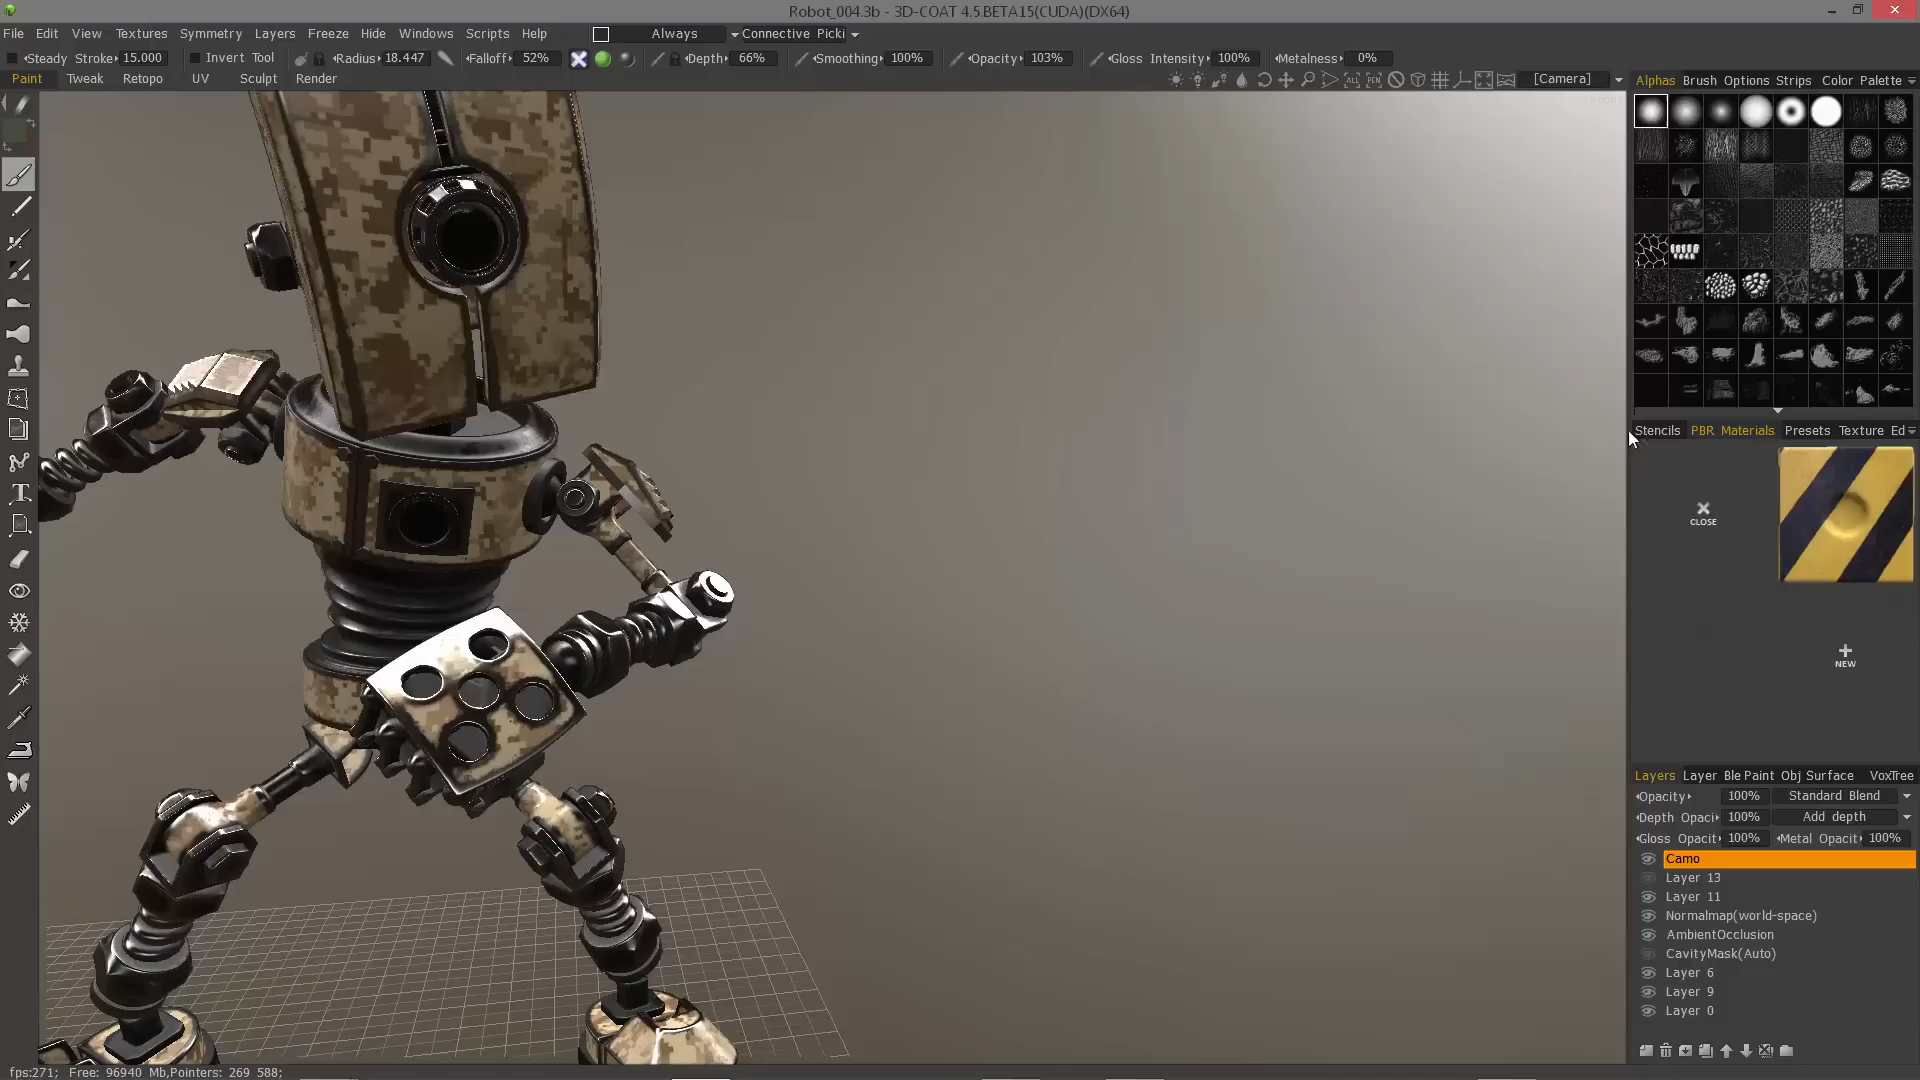 Robot_004.3b - 3D-COAT 4.5.BETA15(CUDA)(DX64)
File Edit View Textures Symmetry Layers Freeze Hide Windows Scripts Help Always Connective Picki
Steady Stroke 15.000 Invert Tool Radius 18.447 Falloff 52% Depth 66% Smoothing 100% Opacity 103% Gloss Intensity 100% Metalness 0%
Paint Tweak Retopo UV Sculpt Render ALL PEN [Camera]
Alphas Brush Options Strips Color Palette
Stencils PBR Materials Presets Texture Ed
CLOSE
NEW
Layers Layer Ble Paint Obj Surface VoxTree
Opacity 100% Standard Blend
Depth Opaci 100% Add depth
Gloss Opacit 100% Metal Opacit 100%
Camo
Layer 13
Layer 11
Normalmap(world-space)
AmbientOcclusion
CavityMask(Auto)
Layer 6
Layer 9
Layer 0
fps:271; Free: 96940 Mb,Pointers: 269 588;